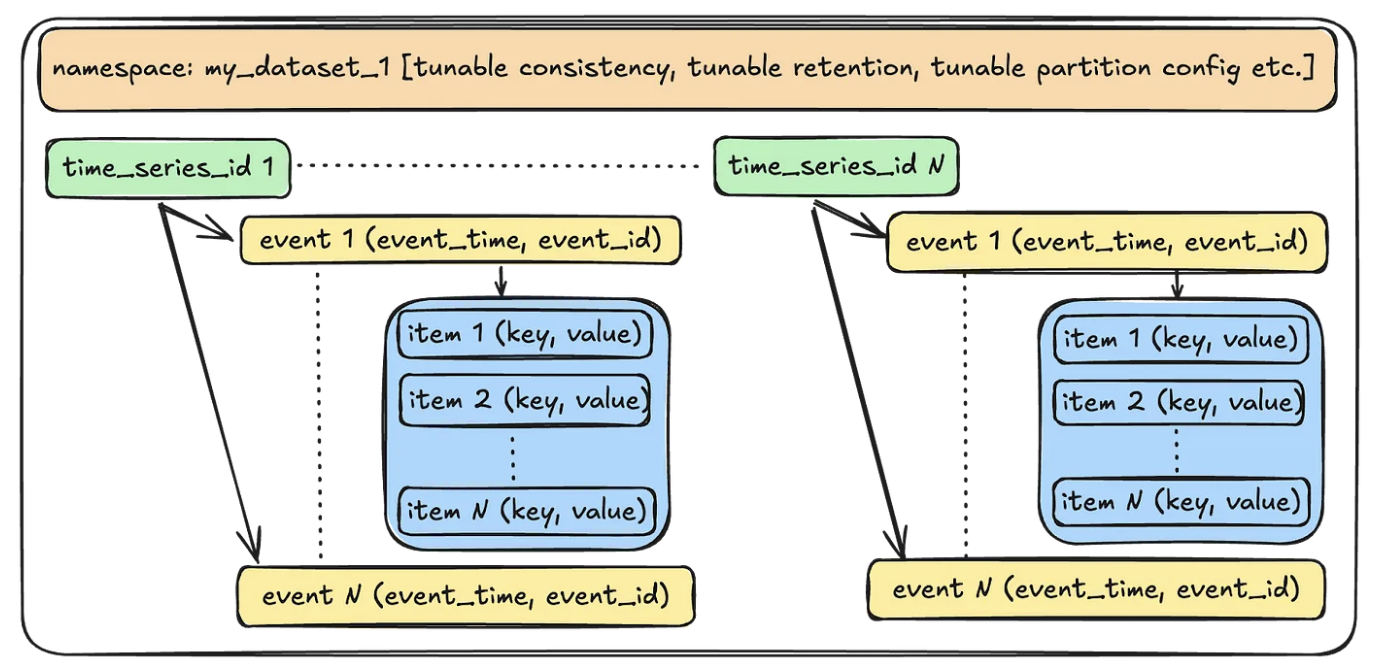 namespace: my_dataset_1 [tunable consistency, tunable retention, tunable partition config etc.]
time_series_id 1
time_series_id N
event 1 (event_time, event_id)
event 1 (event_time, event_id)
item 1 (key, value)
item 2 (key, value)
item N (key, value)
item 1 (key, value)
item 2 (key, value)
item N (key, value)
event N (event_time, event_id)
event N (event_time, event_id)